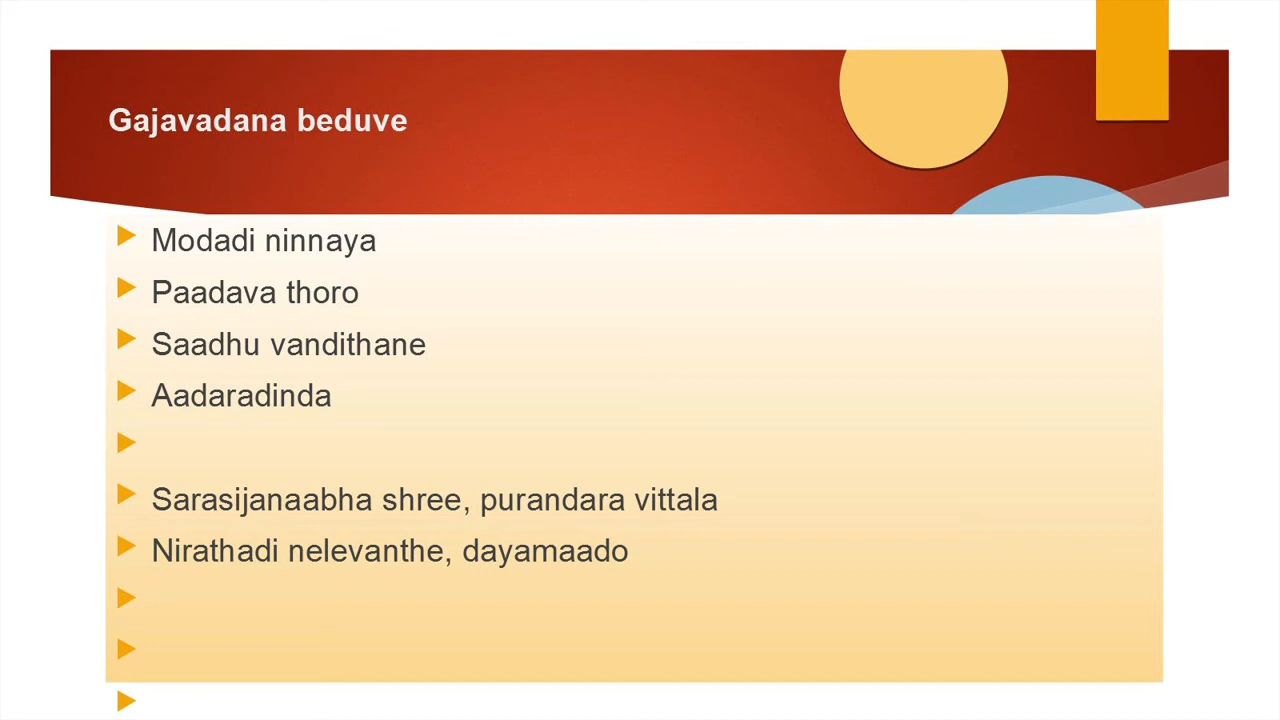 Gajavadana beduve
Modadi ninnaya
Paadava thoro
Saadhu vandithane
Aadaradinda
Sarasijanaabha shree, purandara vittala
Nirathadi nelevanthe, dayamaado